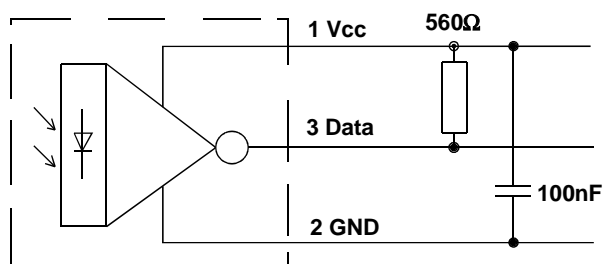 1 Vcc
560Ω
3 Data
100nF
2 GND